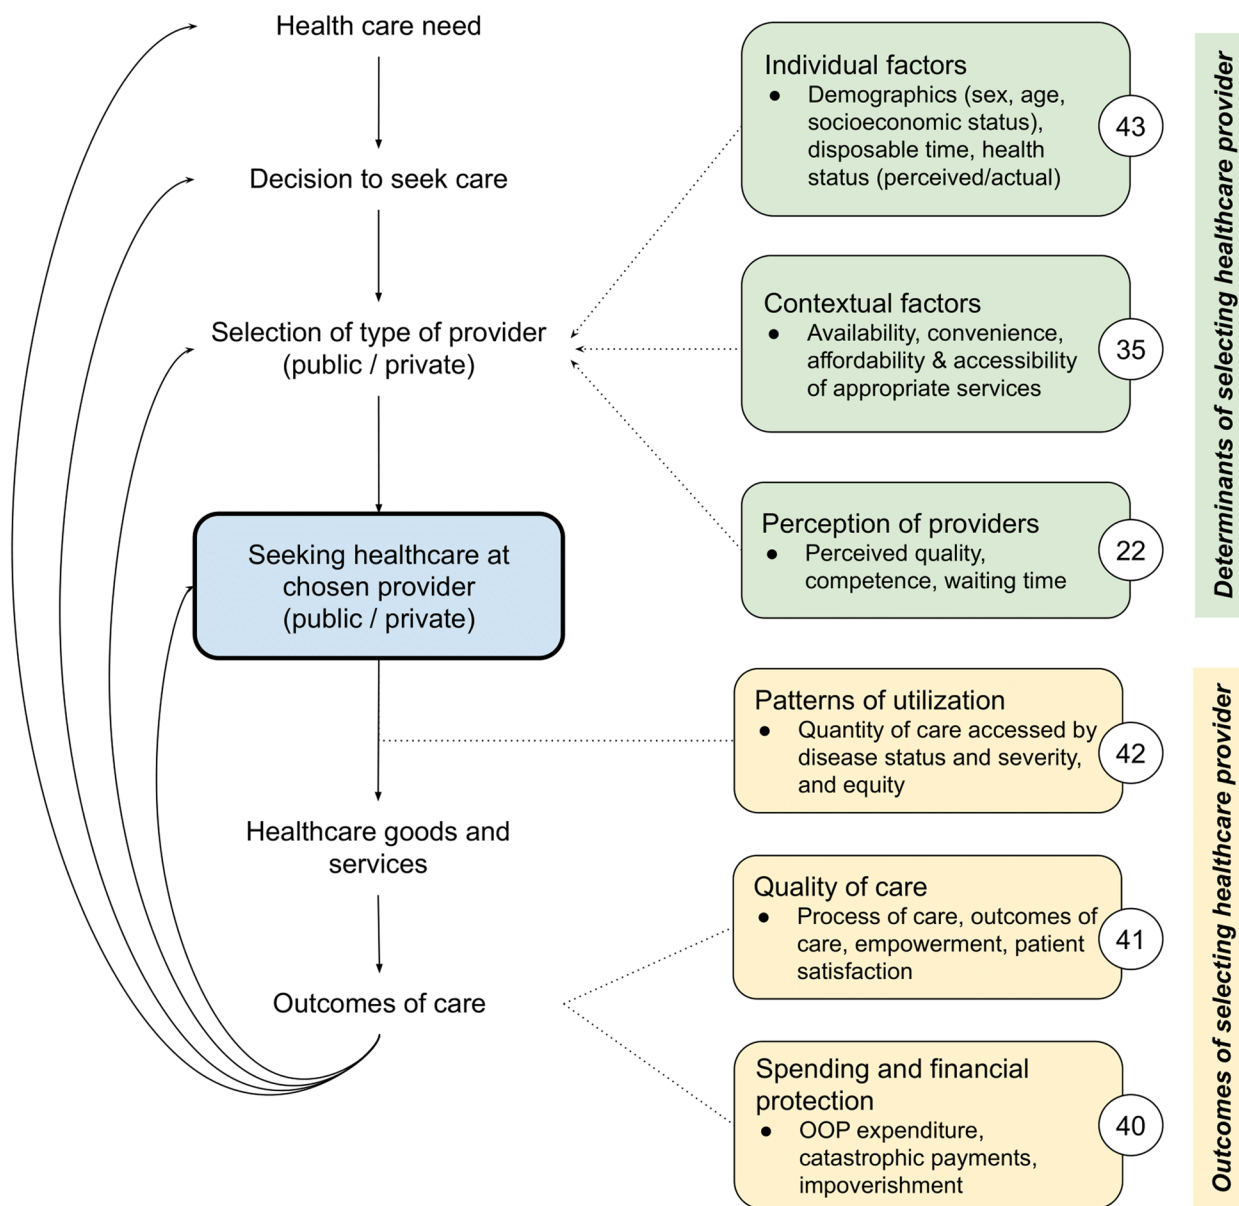 Health care need
Decision to seek care
Selection of type of provider
(public / private)
Seeking healthcare at
chosen provider
(public / private)
Healthcare goods and
services
Outcomes of care
Individual factors
● Demographics (sex, age,
socioeconomic status),
disposable time, health
status (perceived/actual)
43
Contextual factors
● Availability, convenience,
affordability & accessibility
of appropriate services
35
Perception of providers
● Perceived quality,
competence, waiting time
22
Determinants of selecting healthcare provider
Patterns of utilization
● Quantity of care accessed by
disease status and severity,
and equity
42
Quality of care
● Process of care, outcomes of
care, empowerment, patient
satisfaction
41
Spending and financial
protection
● OOP expenditure,
catastrophic payments,
impoverishment
40
Outcomes of selecting healthcare provider